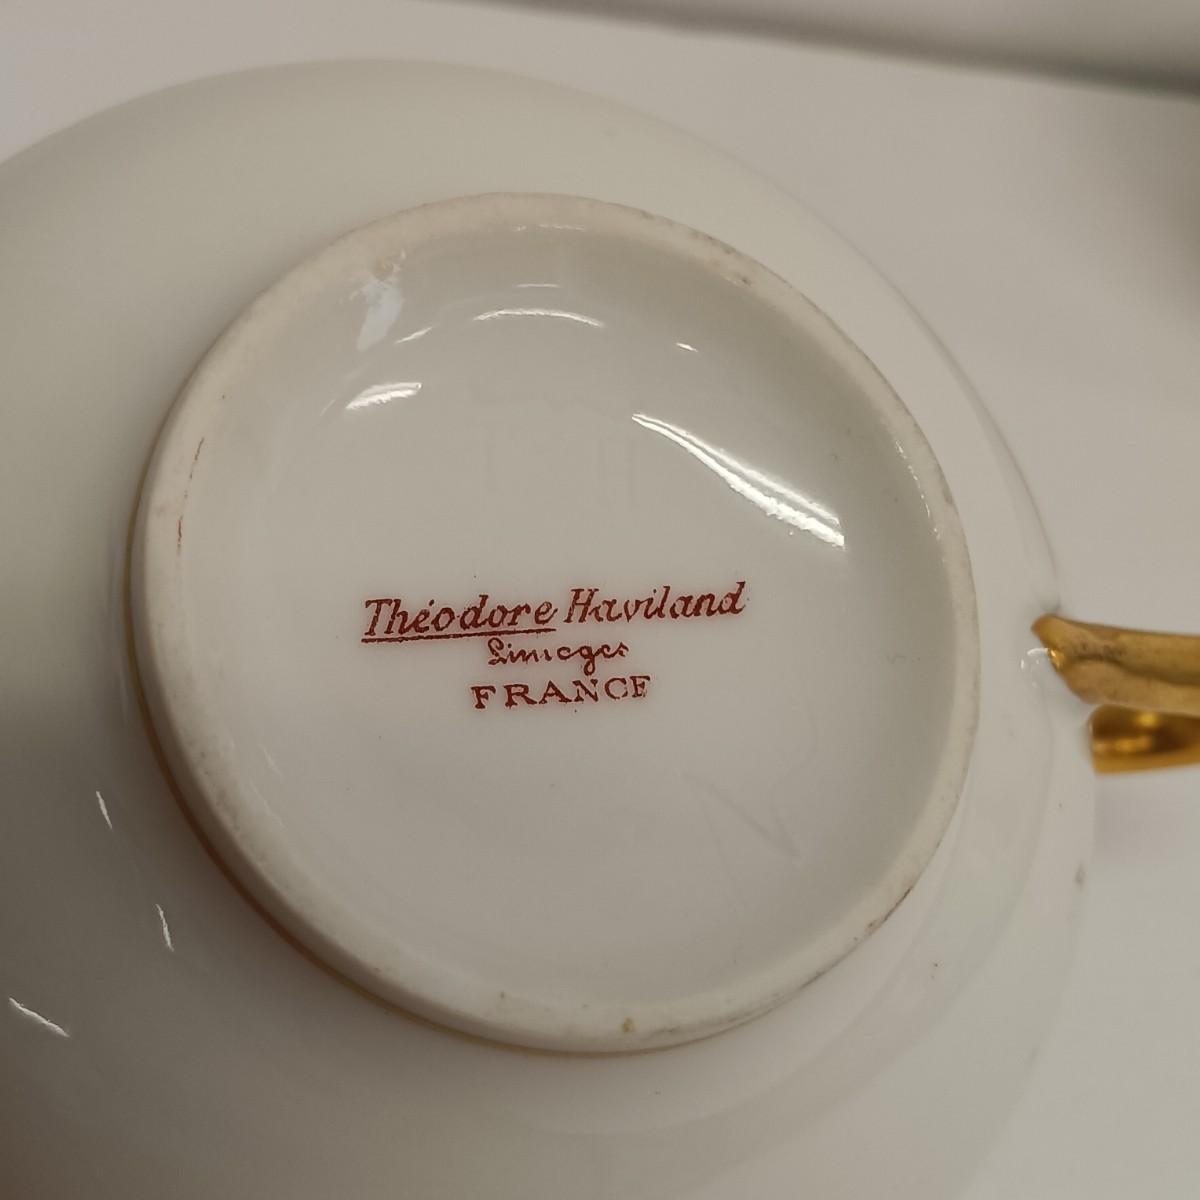 Théodore Haviland
Limoges
FRANCE